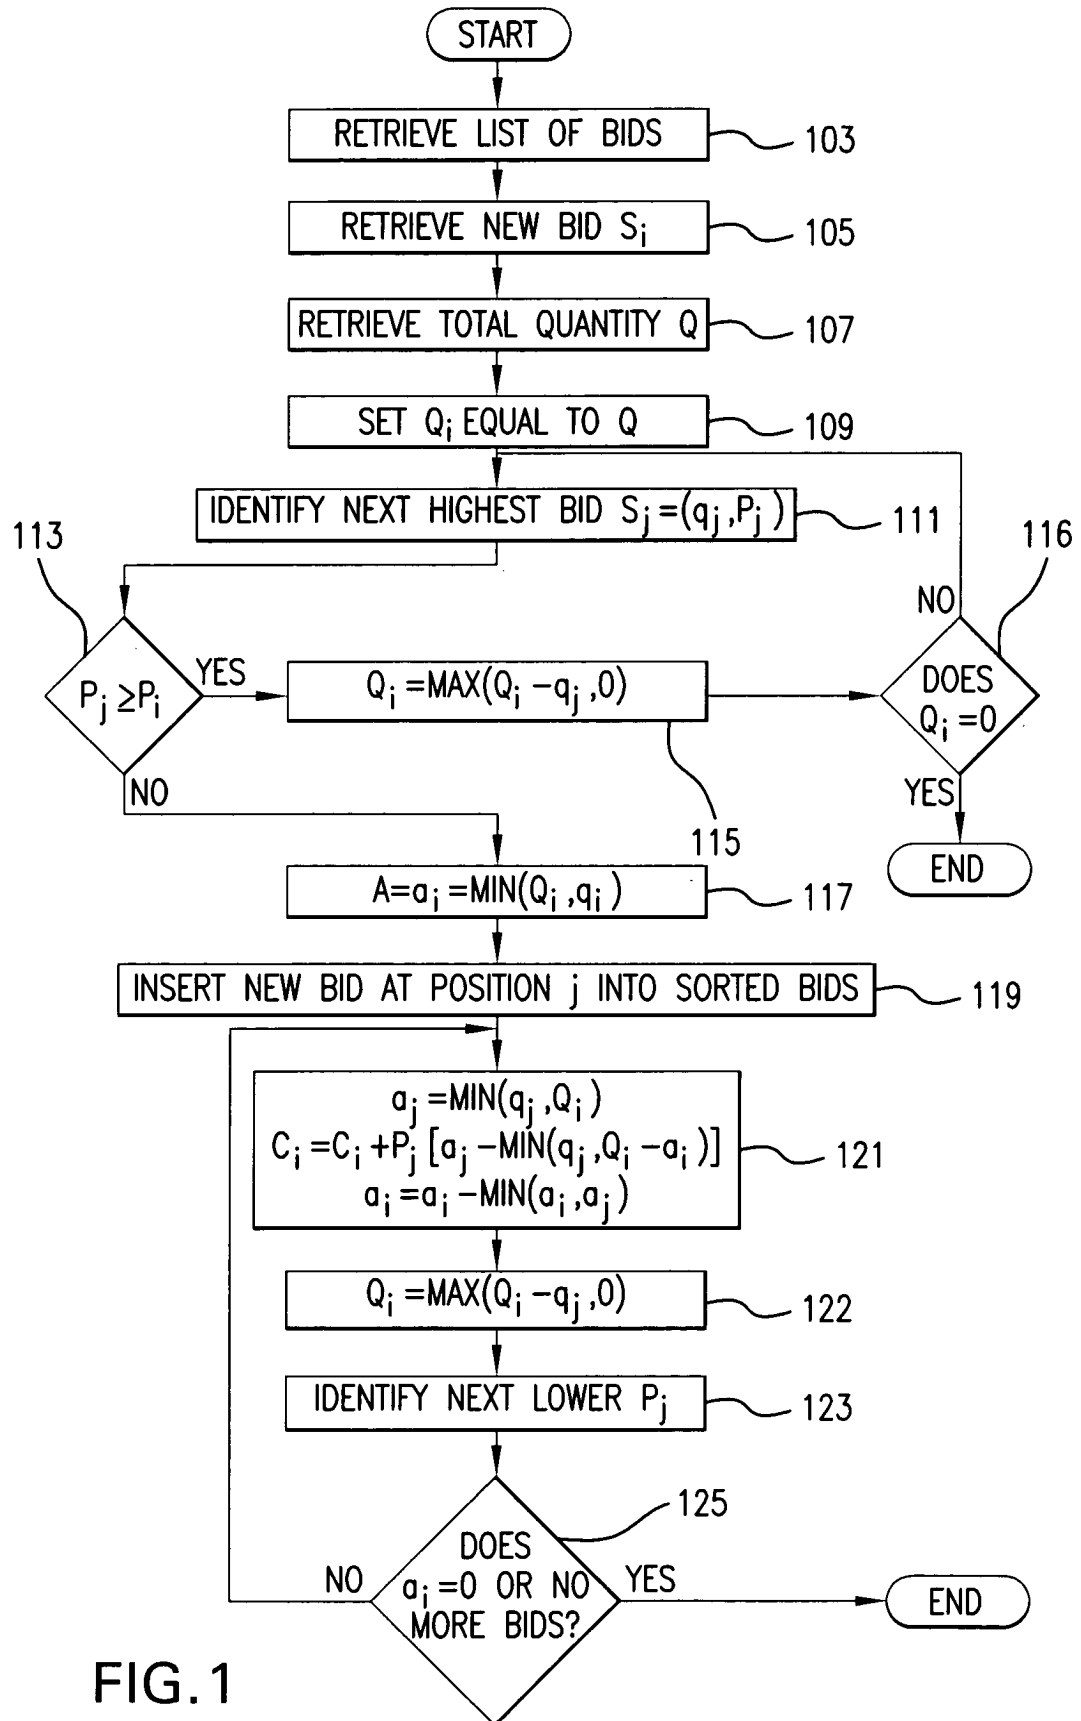 START
RETRIEVE LIST OF BIDS
103
RETRIEVE NEW BID Si
105
RETRIEVE TOTAL QUANTITY Q
107
SET Qi EQUAL TO Q
109
IDENTIFY NEXT HIGHEST BID Sj=(qj,Pj)
111
113
116
Pj≥Pi
YES
Qi=MAX(Qi-qj,0)
115
NO
DOES
Qi=0
YES
END
NO
A=ai=MIN(Qi,qi)
117
INSERT NEW BID AT POSITION j INTO SORTED BIDS
119
aj=MIN(qj,Qi)
Ci=Ci+Pj[aj-MIN(qj,Qi-ai)]
ai=ai-MIN(ai,aj)
121
Qi=MAX(Qi-qj,0)
122
IDENTIFY NEXT LOWER Pj
123
125
DOES
ai=0 OR NO
MORE BIDS?
NO
YES
END
FIG.1